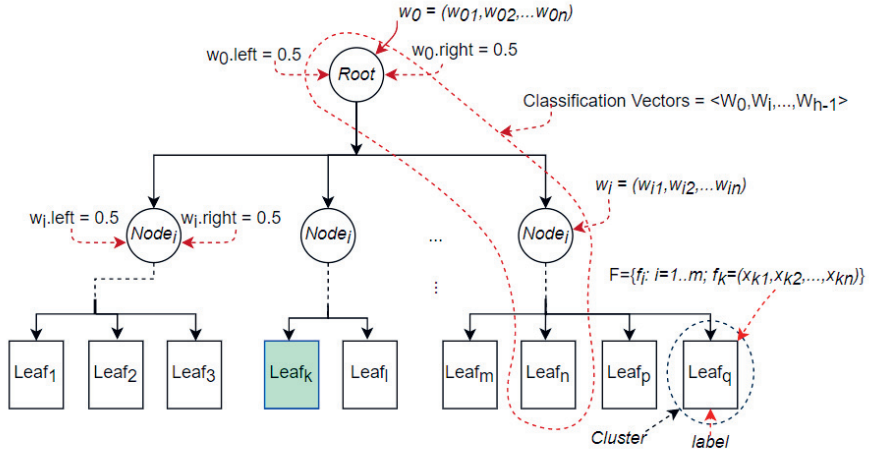 w₀ = (w₀₁,w₀₂,...w₀ₙ)
w₀.left = 0.5
w₀.right = 0.5
Root
Classification Vectors = <W₀,Wᵢ,...,W_h-1>
wᵢ = (wᵢ₁,wᵢ₂,...wᵢₙ)
wᵢ.left = 0.5
wᵢ.right = 0.5
Nodeᵢ
Nodeᵢ
...
Nodeᵢ
F={fᵢ: i=1..m; fₖ=(xₖ₁,xₖ₂,...,xₖₙ)}
Leaf₁
Leaf₂
Leaf₃
Leafₖ
Leafₗ
Leafₘ
Leafₙ
Leafₚ
Leaf_q
Cluster
label